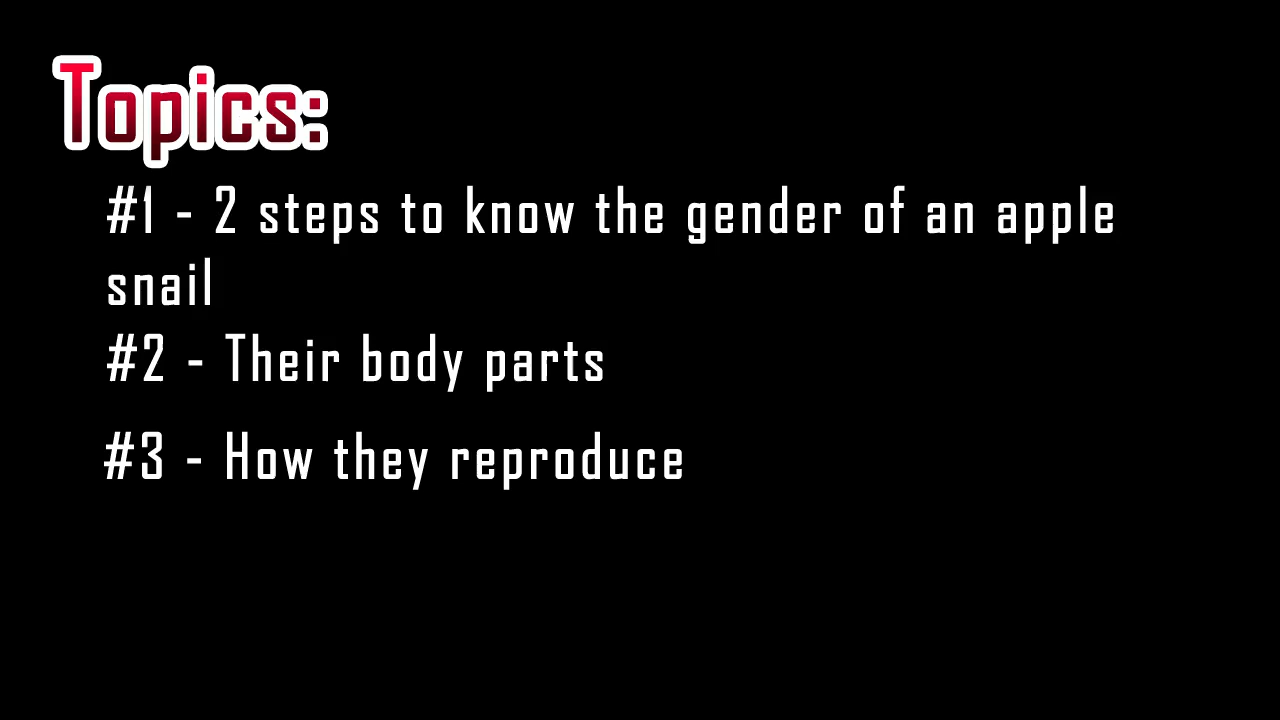 Topics:
#1 - 2 steps to know the gender of an apple
snail
#2 - Their body parts
#3 - How they reproduce